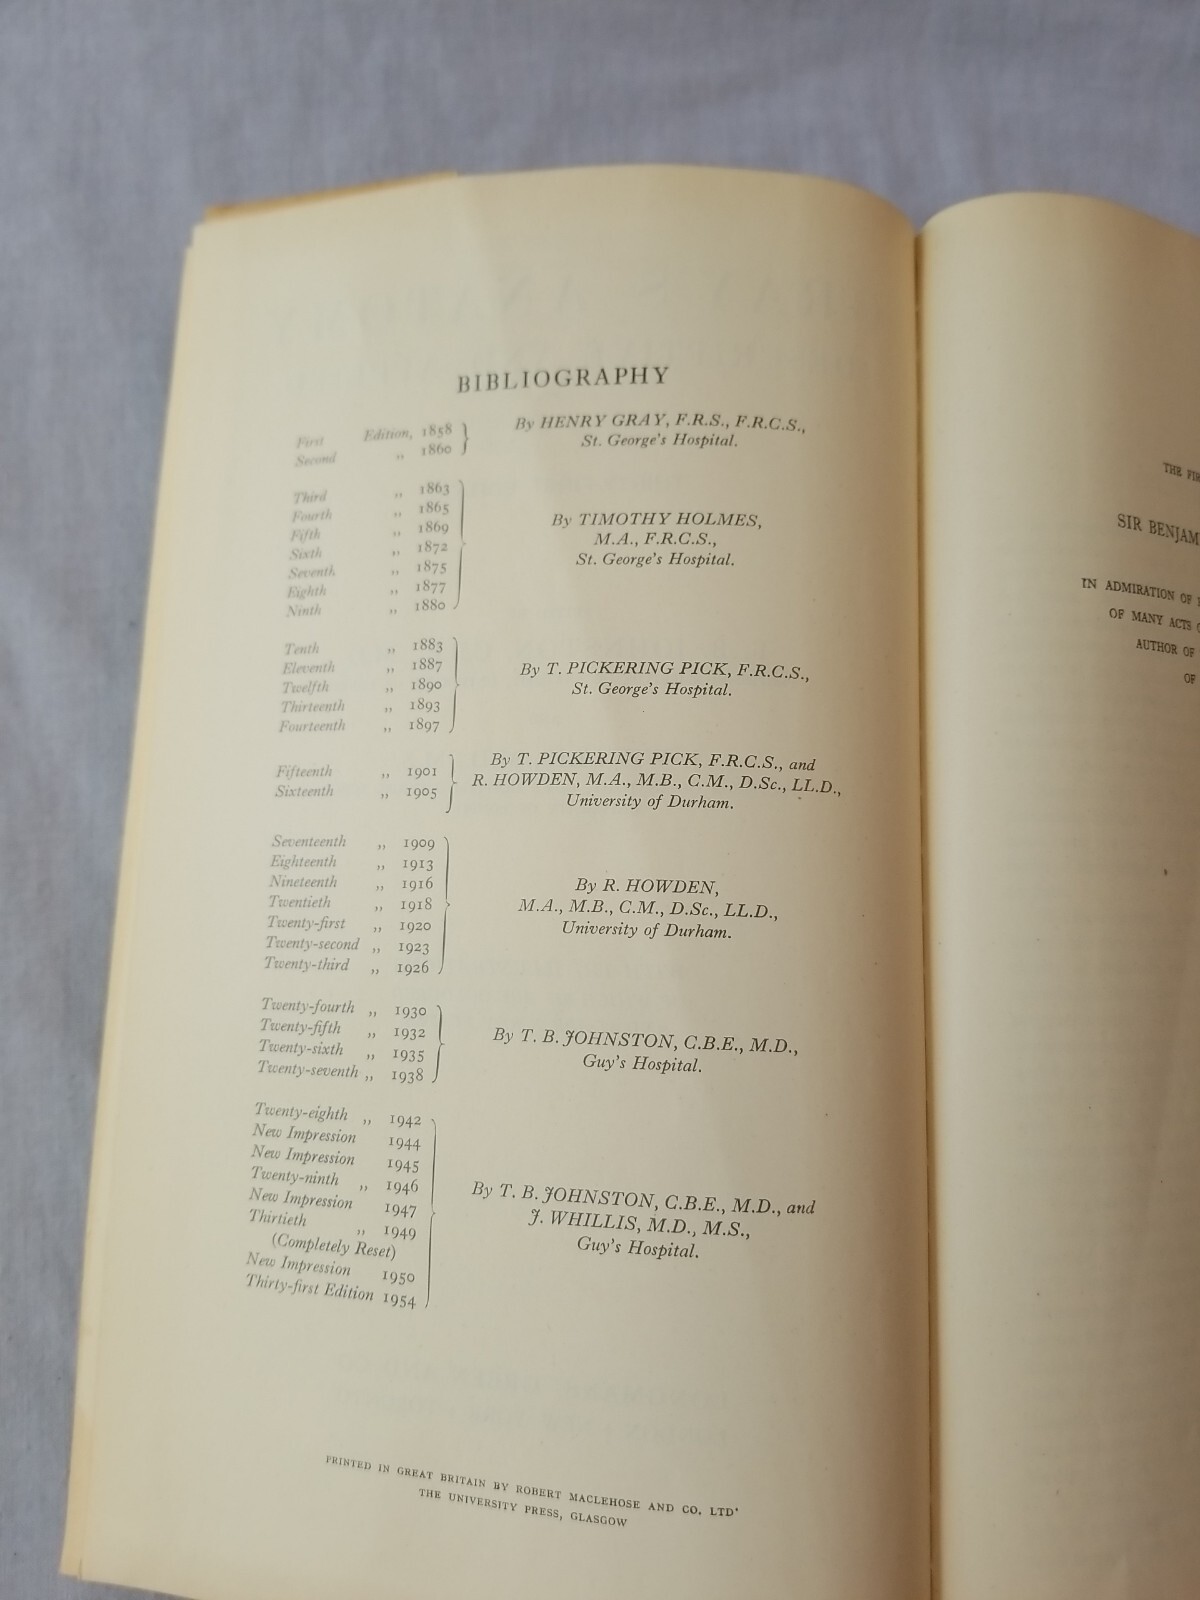 BIBLIOGRAPHY
First Edition, 1858
Second ,, 1860
By HENRY GRAY, F.R.S., F.R.C.S.,
St. George's Hospital.
Third ,, 1863
Fourth ,, 1865
Fifth ,, 1869
Sixth ,, 1872
Seventh ,, 1875
Eighth ,, 1877
Ninth ,, 1880
By TIMOTHY HOLMES,
M.A., F.R.C.S.,
St. George's Hospital.
Tenth ,, 1883
Eleventh ,, 1887
Twelfth ,, 1890
Thirteenth ,, 1893
Fourteenth ,, 1897
By T. PICKERING PICK, F.R.C.S.,
St. George's Hospital.
Fifteenth ,, 1901
Sixteenth ,, 1905
By T. PICKERING PICK, F.R.C.S., and
R. HOWDEN, M.A., M.B., C.M., D.Sc., LL.D.,
University of Durham.
Seventeenth ,, 1909
Eighteenth ,, 1913
Nineteenth ,, 1916
Twentieth ,, 1918
Twenty-first ,, 1920
Twenty-second ,, 1923
Twenty-third ,, 1926
By R. HOWDEN,
M.A., M.B., C.M., D.Sc., LL.D.,
University of Durham.
Twenty-fourth ,, 1930
Twenty-fifth ,, 1932
Twenty-sixth ,, 1935
Twenty-seventh ,, 1938
By T. B. JOHNSTON, C.B.E., M.D.,
Guy's Hospital.
Twenty-eighth ,, 1942
New Impression 1944
New Impression 1945
Twenty-ninth ,, 1946
New Impression 1947
Thirtieth ,, 1949
(Completely Reset)
New Impression 1950
Thirty-first Edition 1954
By T. B. JOHNSTON, C.B.E., M.D., and
J. WHILLIS, M.D., M.S.,
Guy's Hospital.
PRINTED IN GREAT BRITAIN BY ROBERT MACLEHOSE AND CO. LTD.
THE UNIVERSITY PRESS, GLASGOW
THE
SIR
IN ADMIRATION OF
OF MANY ACTS
AUTHOR OF
OF